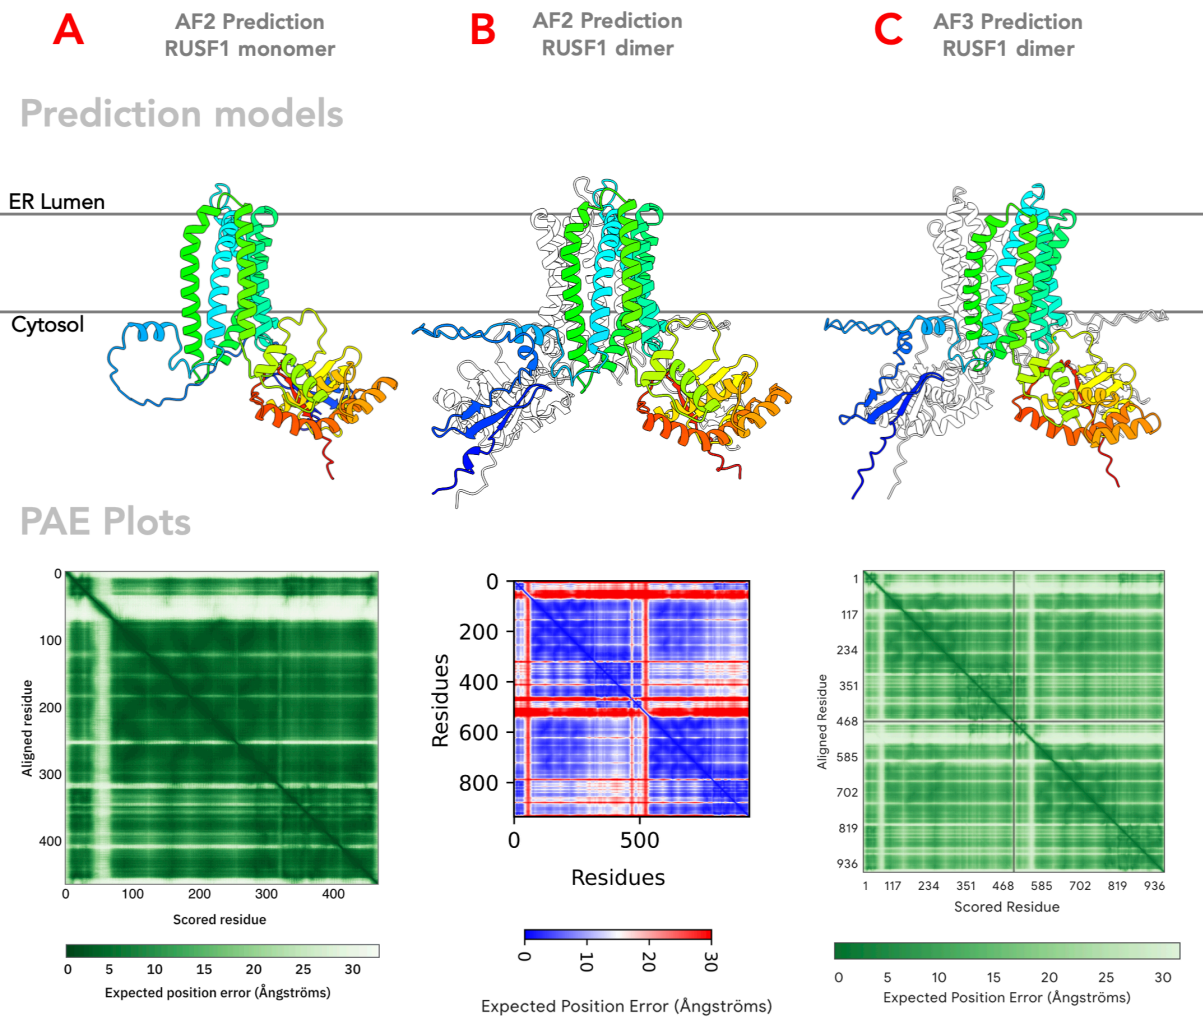 A
AF2 Prediction
RUSF1 monomer
B
AF2 Prediction
RUSF1 dimer
C
AF3 Prediction
RUSF1 dimer
Prediction models
ER Lumen
Cytosol
PAE Plots
0
100
200
300
400
Aligned residue
0 100 200 300 400
Scored residue
0 5 10 15 20 25 30
Expected position error (Ångströms)
0
200
400
600
800
Residues
0 500
Residues
0 10 20 30
Expected Position Error (Ångströms)
1
117
234
351
468
585
702
819
936
Aligned Residue
1 117 234 351 468 585 702 819 936
Scored Residue
0 5 10 15 20 25 30
Expected Position Error (Ångströms)